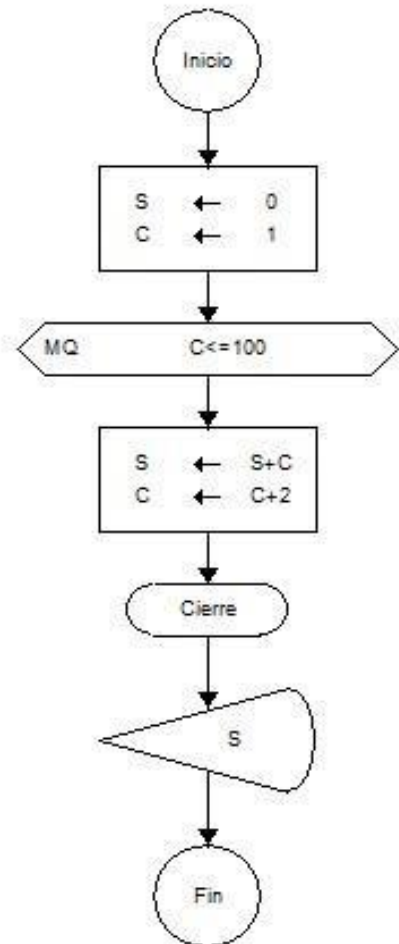 Inicio
S ← 0
C ← 1
MQ C<=100
S ← S+C
C ← C+2
Cierre
S
Fin